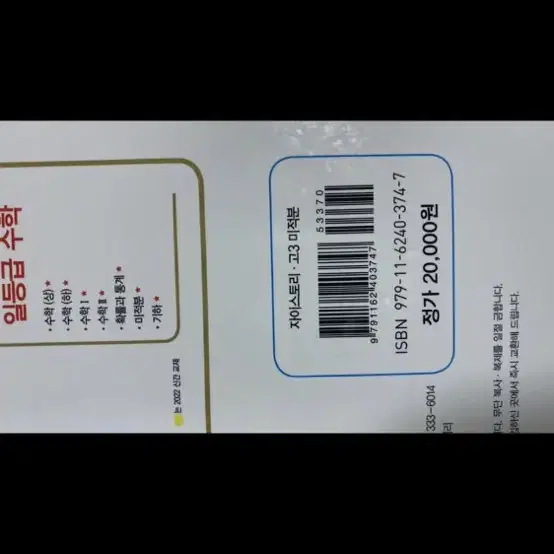 일등급 수학
• 수학 (상) ★
• 수학 (하) ★
• 수학 I ★
• 수학 II ★
• 확률과 통계 ★
• 미적분 ★
• 기하 ★
는 2022 신간 교재
자이스토리 · 고3 미적분
53370
9 791162 403747
ISBN 979-11-6240-374-7
정가 20,000원
333-6014
무단 복사 · 복제를 일절 금합니다.
곳에서 즉시 교환해 드립니다.